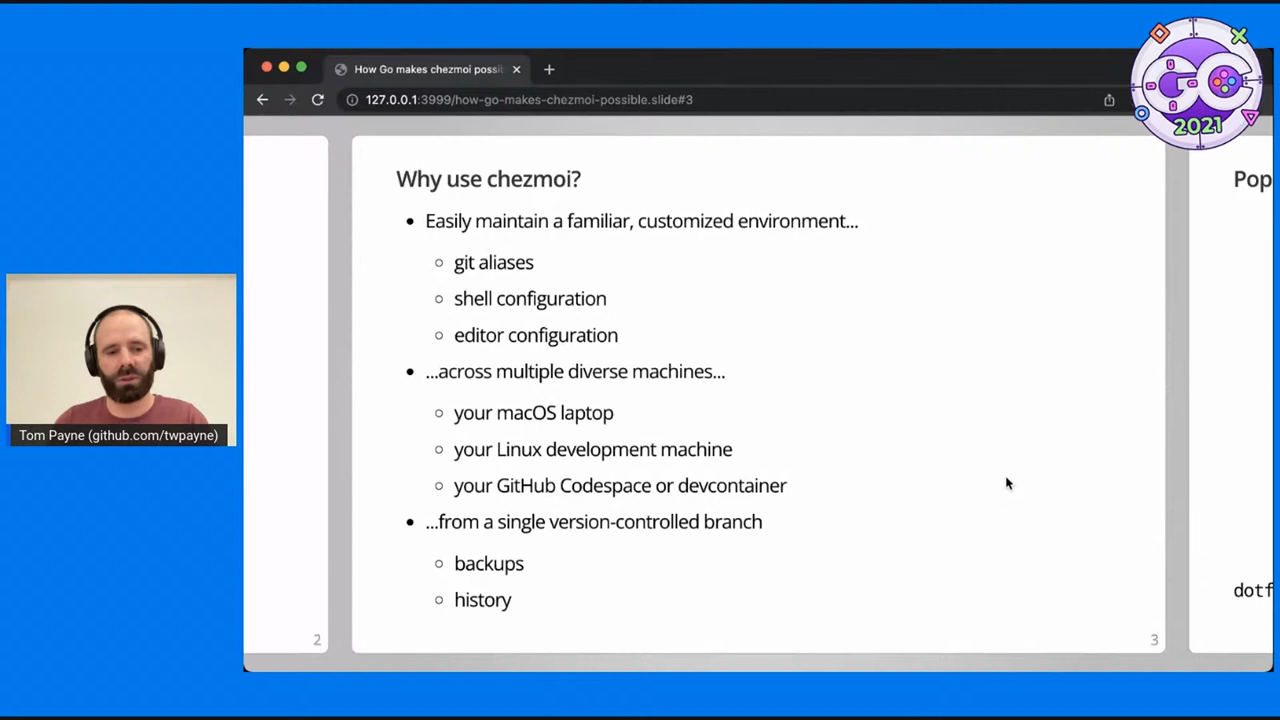 How Go makes chezmoi possi
127.0.0.1:3999/how-go-makes-chezmoi-possible.slide#3
GC
2021
Why use chezmoi?
Easily maintain a familiar, customized environment...
git aliases
shell configuration
editor configuration
...across multiple diverse machines...
your macOS laptop
your Linux development machine
your GitHub Codespace or devcontainer
...from a single version-controlled branch
backups
history
2
3
Pop
dotf
Tom Payne (github.com/twpayne)